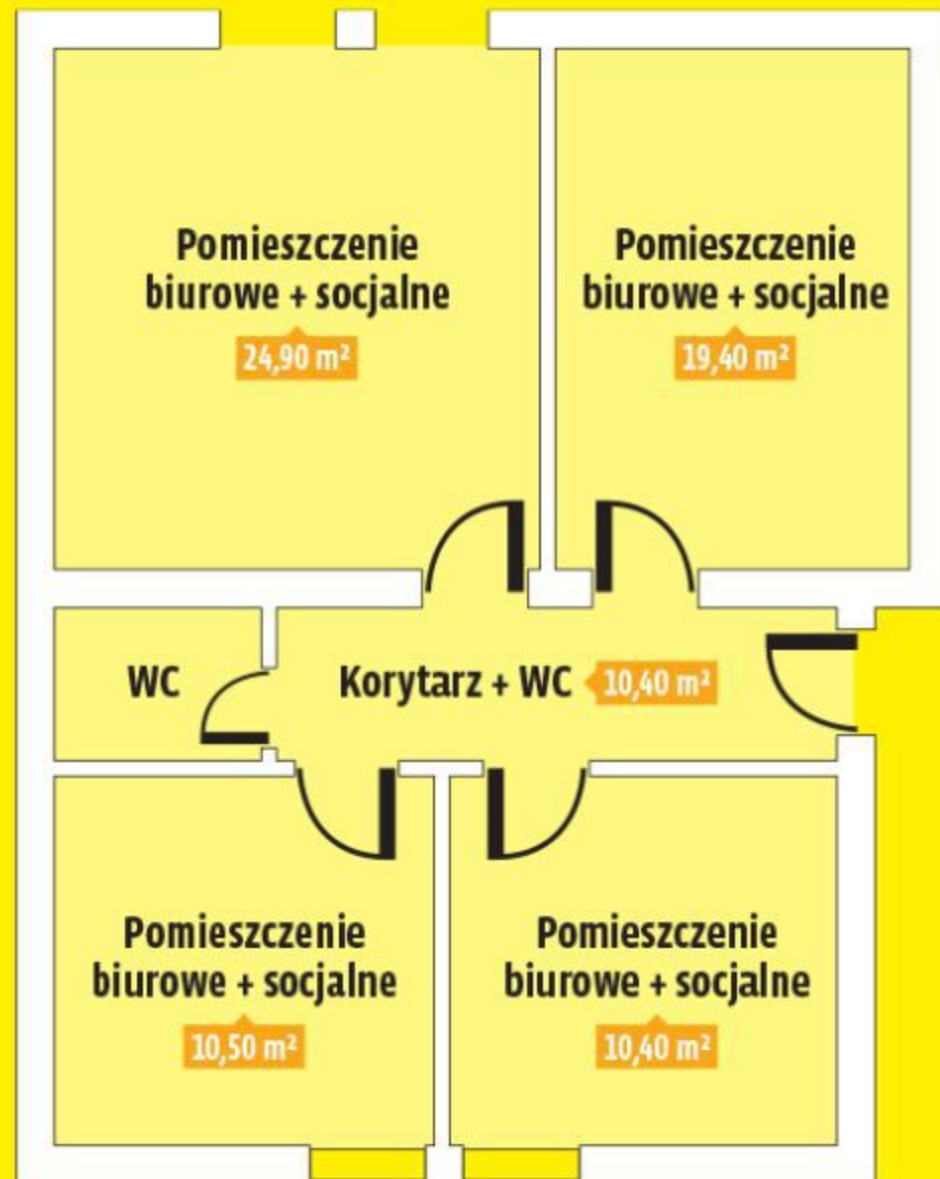 Pomieszczenie
biurowe + socjalne
24,90 m²
Pomieszczenie
biurowe + socjalne
19,40 m²
WC
Korytarz + WC
10,40 m²
Pomieszczenie
biurowe + socjalne
10,50 m²
Pomieszczenie
biurowe + socjalne
10,40 m²